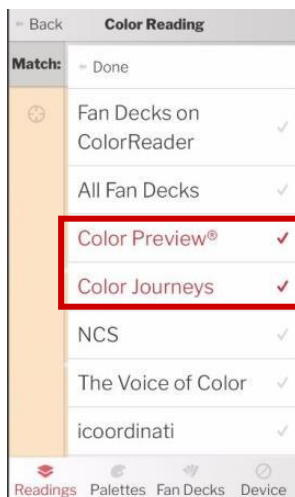 Back Color Reading
Match: Done
Fan Decks on
ColorReader
All Fan Decks
Color Preview®
Color Journeys
NCS
The Voice of Color
icoordinati
Readings Palettes Fan Decks Device